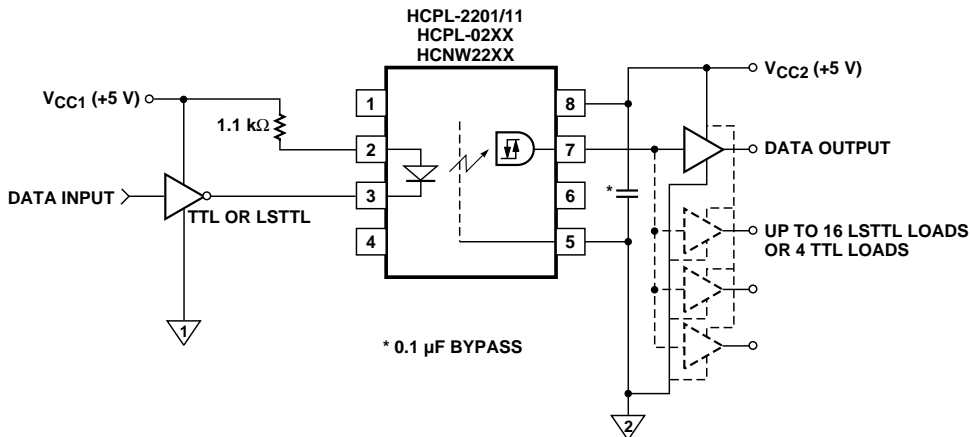 HCPL-2201/11
HCPL-02XX
HCNW22XX
VCC1 (+5 V)
1.1 kΩ
1
2
3
4
8
7
6
5
VCC2 (+5 V)
DATA INPUT
TTL OR LSTTL
DATA OUTPUT
*
UP TO 16 LSTTL LOADS
OR 4 TTL LOADS
1
* 0.1 µF BYPASS
2